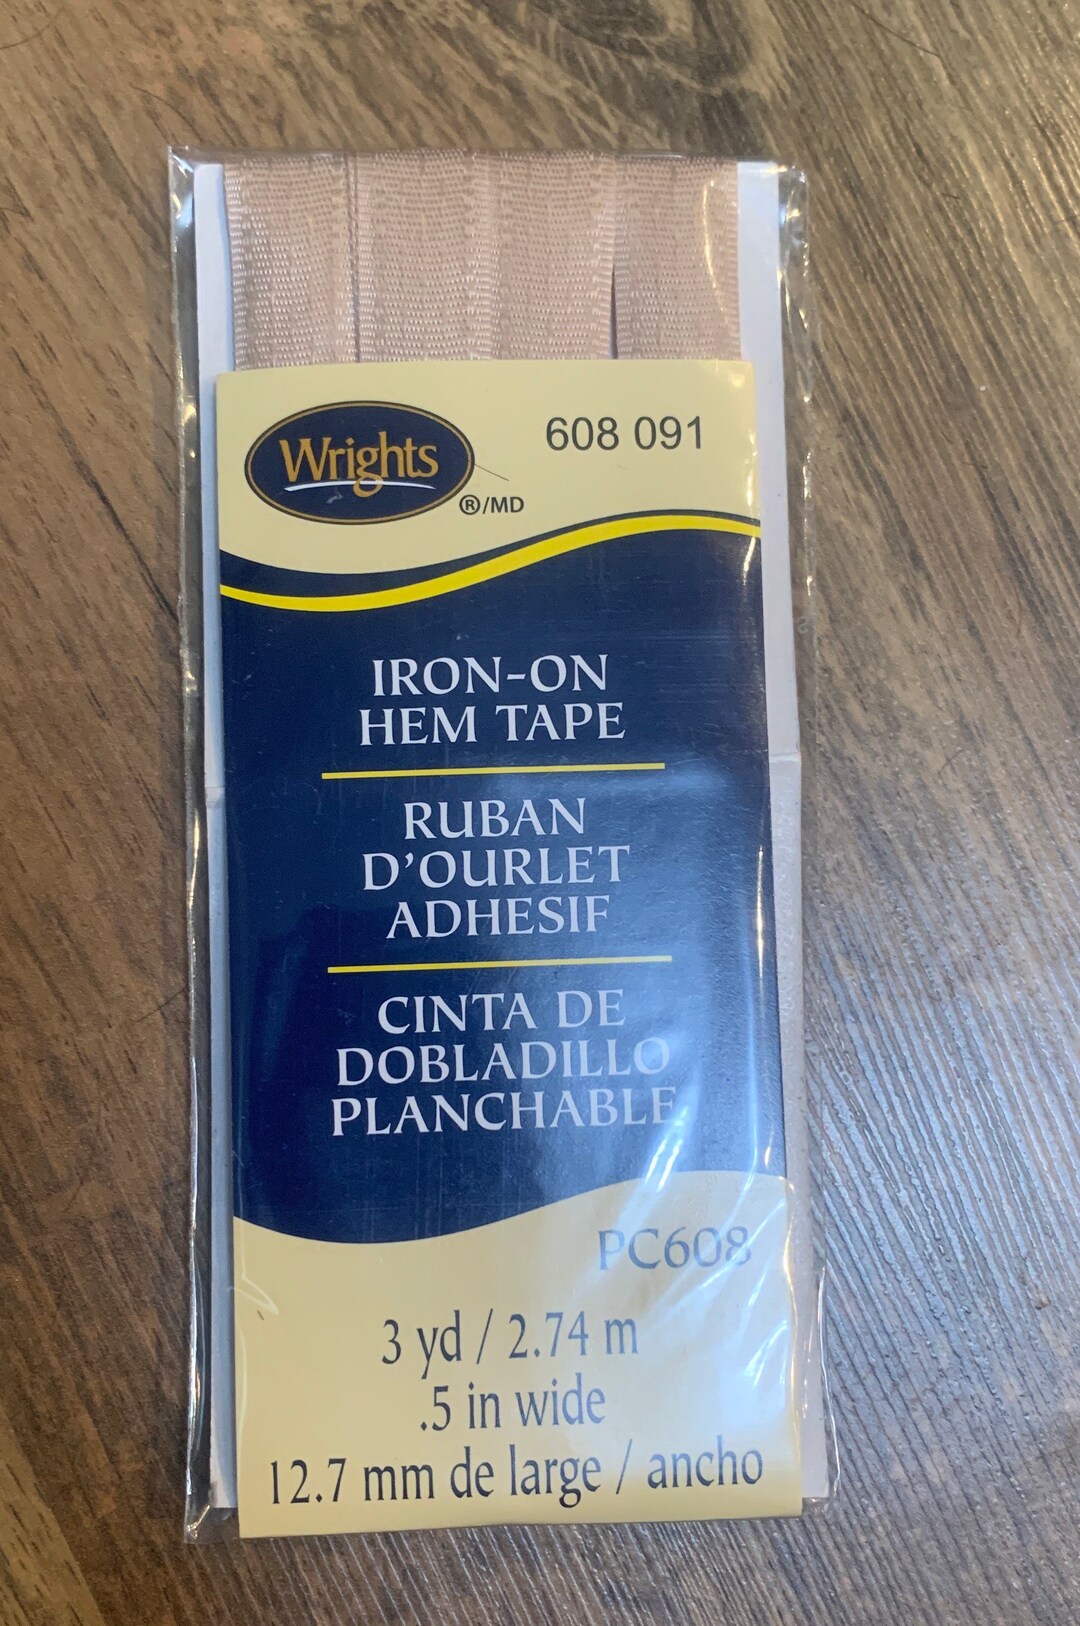 Wrights
®/MD
608 091
IRON-ON
HEM TAPE
RUBAN
D'OURLET
ADHESIF
CINTA DE
DOBLADILLO
PLANCHABLE
PC608
3 yd / 2.74 m
.5 in wide
12.7 mm de large / ancho